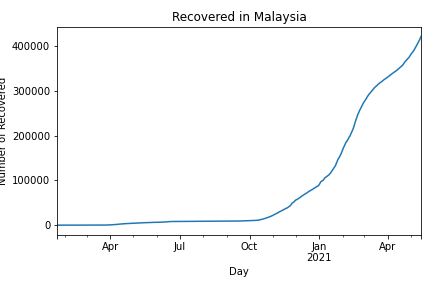 Recovered in Malaysia
400000
300000
200000
100000
0
Number of Recovered
Apr
Jul
Oct
Jan
2021
Apr
Day